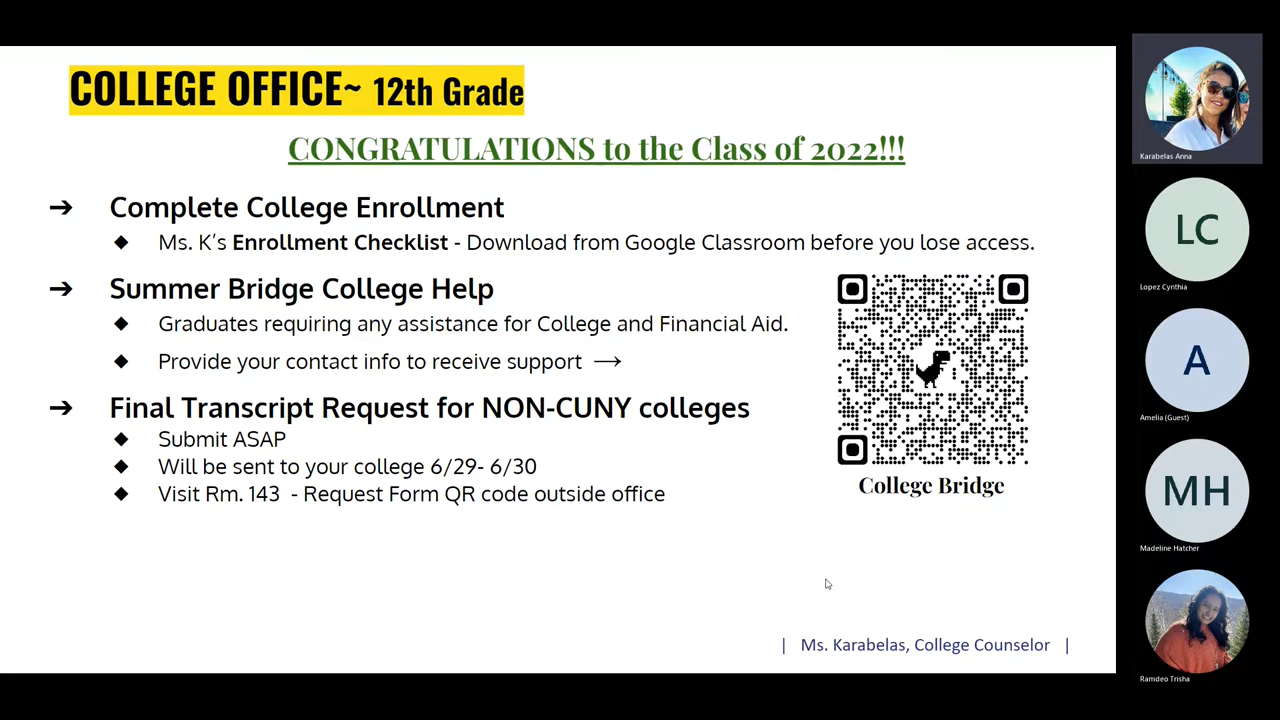 COLLEGE OFFICE~ 12th Grade
CONGRATULATIONS to the Class of 2022!!!
➔ Complete College Enrollment
◆ Ms. K’s Enrollment Checklist - Download from Google Classroom before you lose access.
➔ Summer Bridge College Help
◆ Graduates requiring any assistance for College and Financial Aid.
◆ Provide your contact info to receive support →
➔ Final Transcript Request for NON-CUNY colleges
◆ Submit ASAP
◆ Will be sent to your college 6/29- 6/30
◆ Visit Rm. 143 - Request Form QR code outside office
College Bridge
| Ms. Karabelas, College Counselor |
Karabelas Anna
LC
Lopez Cynthia
A
Amelia (Guest)
MH
Madeline Hatcher
Ramdeo Trisha